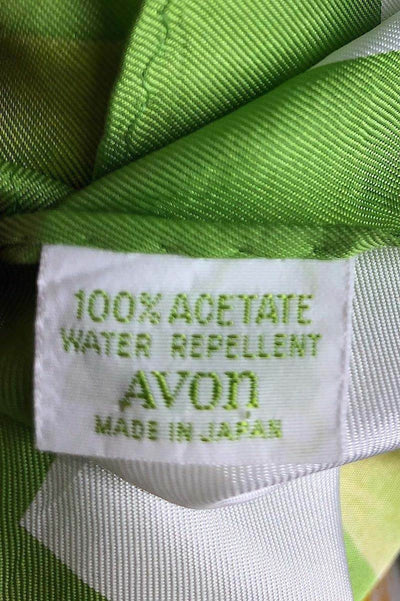 100% ACETATE
WATER REPELLENT
AVON
MADE IN JAPAN